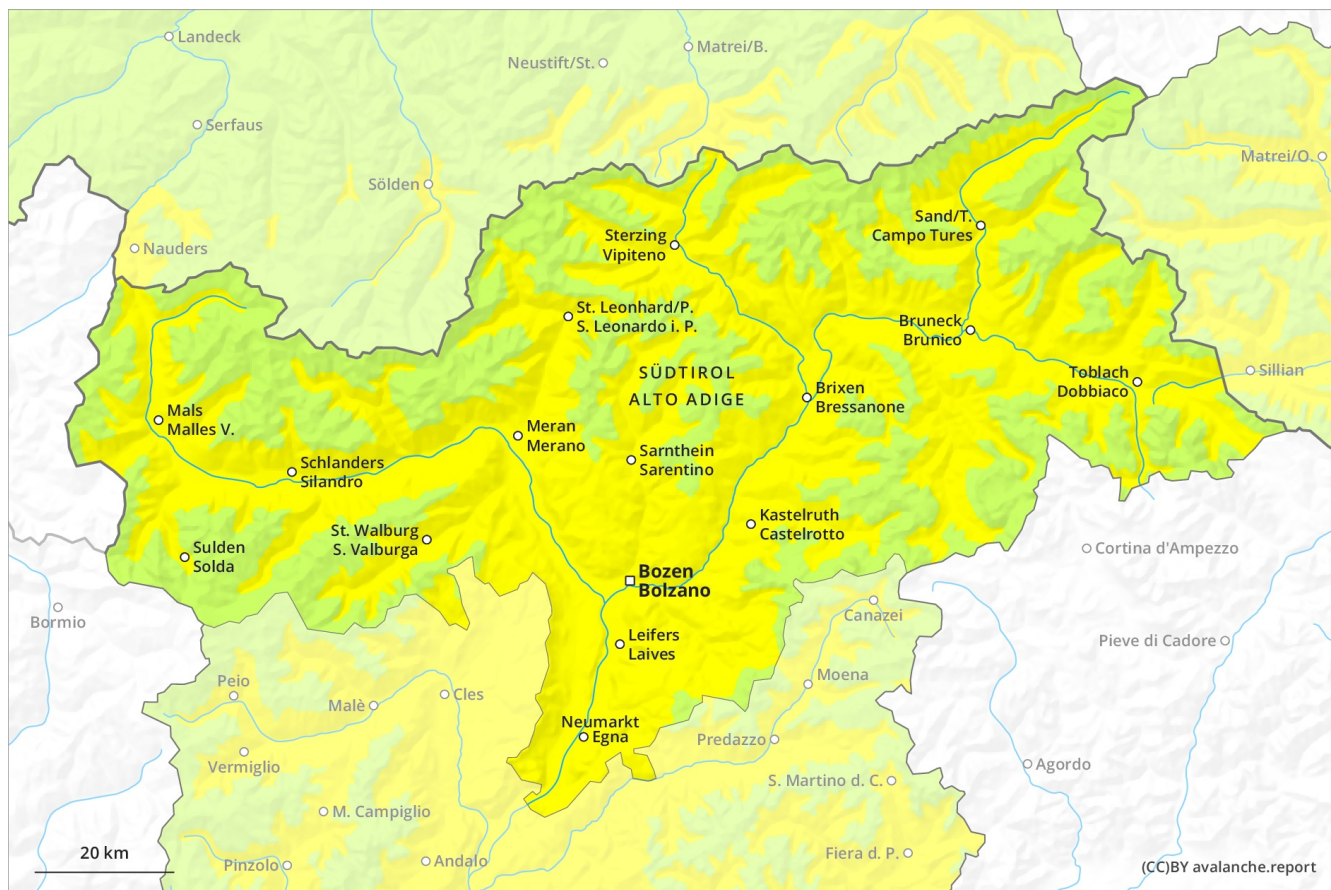 Landeck
Matrei/B.
Neustift/St.
Serfaus
Matrei/O.
Sölden
Sand/T.
Campo Tures
Nauders
Sterzing
Vipiteno
St. Leonhard/P.
S. Leonardo i. P.
Bruneck
Brunico
SÜDTIROL
ALTO ADIGE
Toblach
Dobbiaco
Sillian
Brixen
Bressanone
Mals
Malles V.
Meran
Merano
Schlanders
Silandro
Sarnthein
Sarentino
Kastelruth
Castelrotto
St. Walburg
S. Valburga
Sulden
Solda
Cortina d'Ampezzo
Bozen
Bolzano
Bormio
Canazei
Leifers
Laives
Pieve di Cadore
Peio
Moena
Malè
Cles
Neumarkt
Egna
Predazzo
Vermiglio
Agordo
S. Martino d. C.
M. Campiglio
20 km
Andalo
Fiera d. P.
Pinzolo
(CC)BY avalanche.report